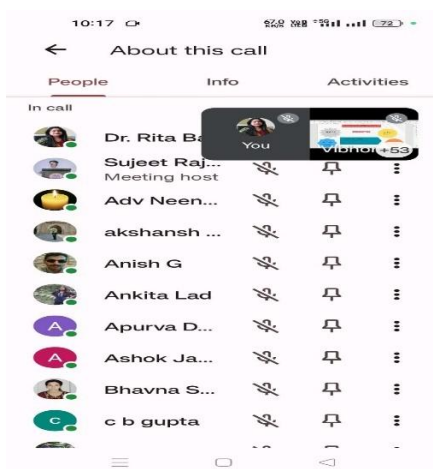 10:17
72
← About this call
People Info Activities
In call
Dr. Rita Ba
You
+53
Sujeet Raj...
Meeting host
Adv Neen...
akshansh ...
Anish G
Ankita Lad
A Apurva D...
A Ashok Ja...
Bhavna S...
c c b gupta